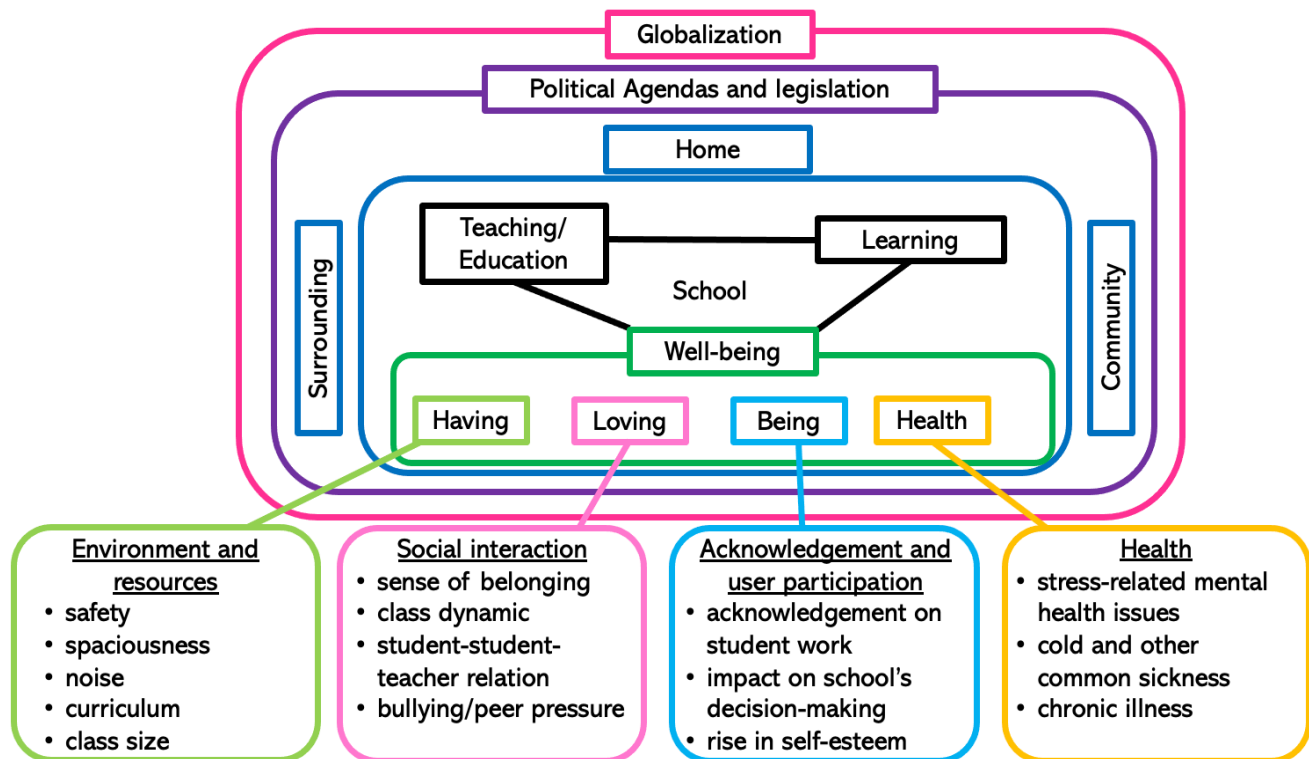 Globalization
Political Agendas and legislation
Home
Teaching/
Education
Learning
School
Surrounding
Community
Well-being
Having
Loving
Being
Health
Environment and
resources
• safety
• spaciousness
• noise
• curriculum
• class size
Social interaction
• sense of belonging
• class dynamic
• student-student-
teacher relation
• bullying/peer pressure
Acknowledgement and
user participation
• acknowledgement on
student work
• impact on school's
decision-making
• rise in self-esteem
Health
• stress-related mental
health issues
• cold and other
common sickness
• chronic illness